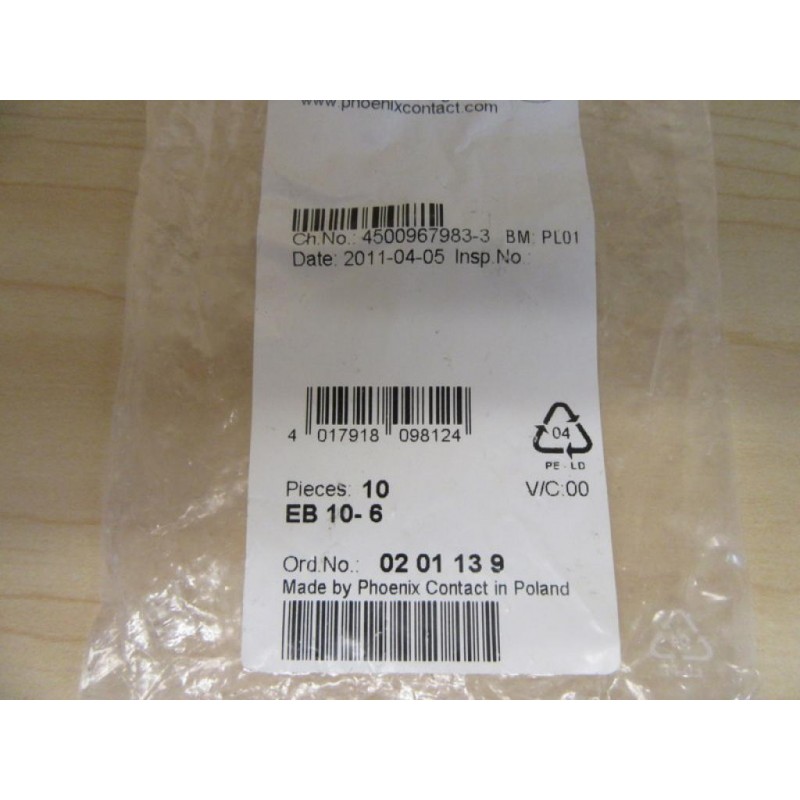 www.phoenixcontact.com
Ch.No.: 4500967983-3 BM: PL01
Date: 2011-04-05 Insp.No.:
4 017918 098124
04
PE-LD
Pieces: 10 V/C:00
EB 10- 6
Ord.No.: 02 01 13 9
Made by Phoenix Contact in Poland